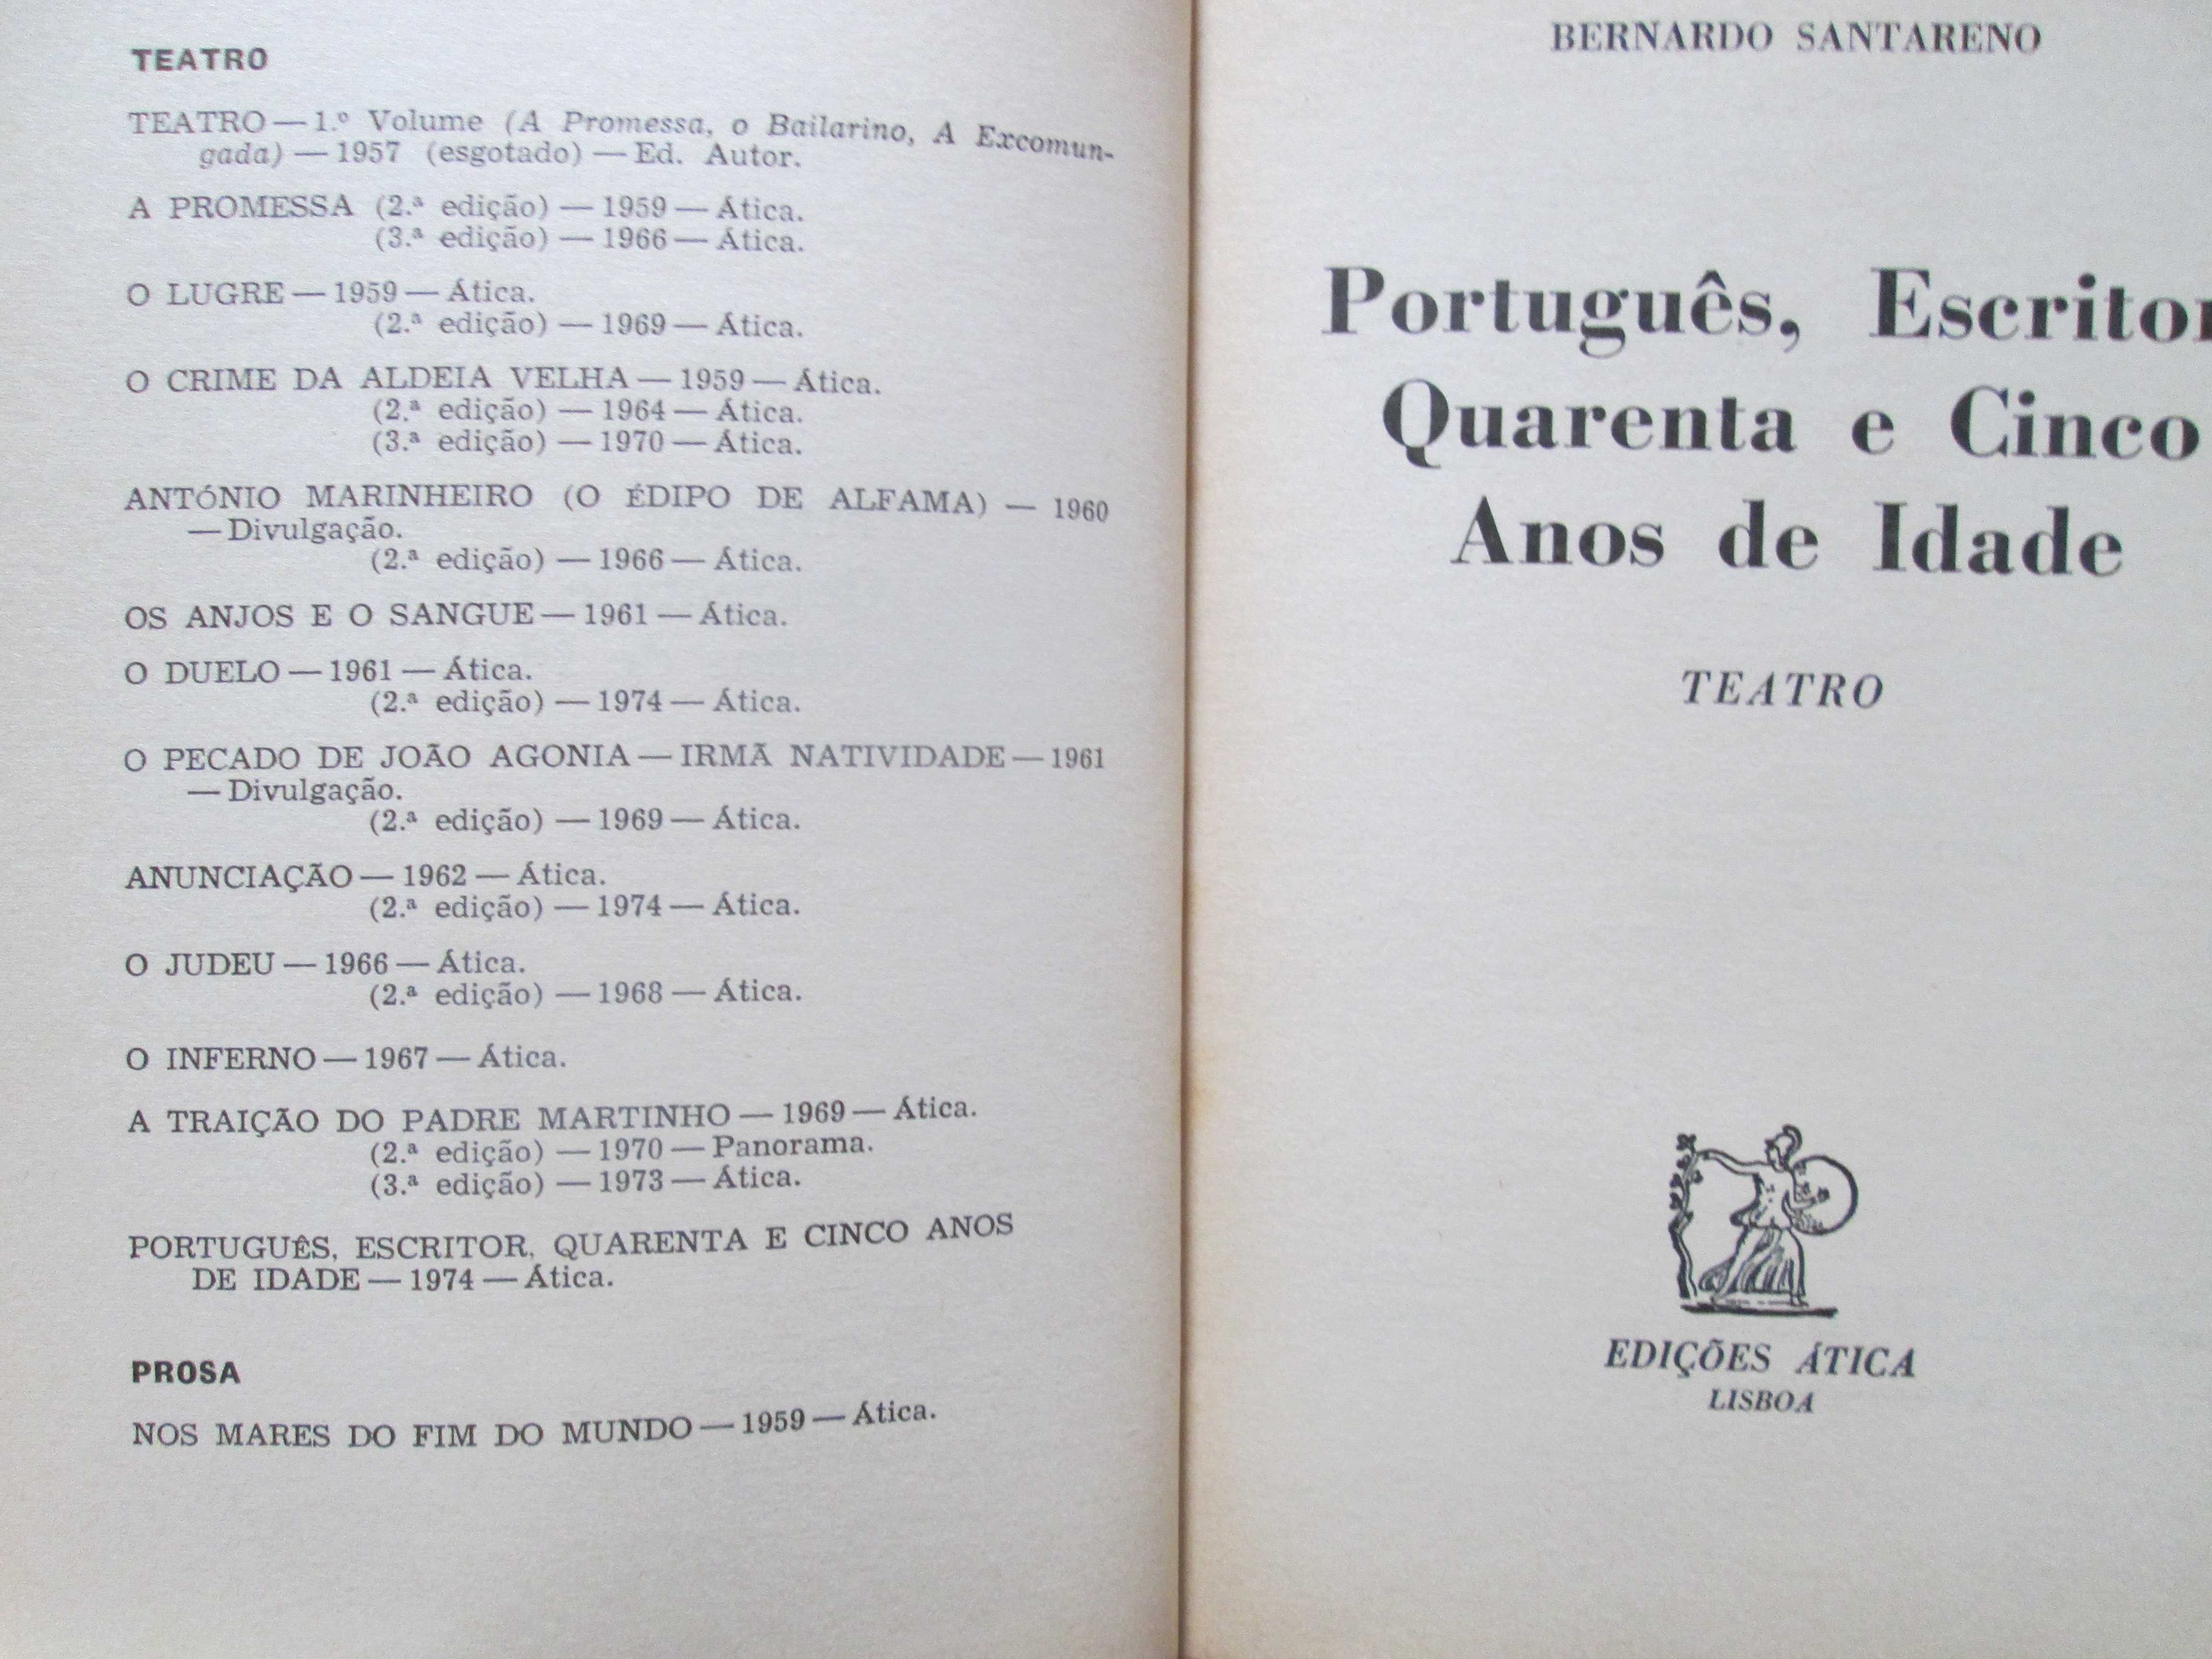 TEATRO
TEATRO — 1.º Volume (A Promessa, o Bailarino, A Excomun-
gada) — 1957 (esgotado) — Ed. Autor.
A PROMESSA (2.ª edição) — 1959 — Ática.
(3.ª edição) — 1966 — Ática.
O LUGRE — 1959 — Ática.
(2.ª edição) — 1969 — Ática.
O CRIME DA ALDEIA VELHA — 1959 — Ática.
(2.ª edição) — 1964 — Ática.
(3.ª edição) — 1970 — Ática.
ANTÓNIO MARINHEIRO (O ÉDIPO DE ALFAMA) — 1960
— Divulgação.
(2.ª edição) — 1966 — Ática.
OS ANJOS E O SANGUE — 1961 — Ática.
O DUELO — 1961 — Ática.
(2.ª edição) — 1974 — Ática.
O PECADO DE JOÃO AGONIA — IRMÃ NATIVIDADE — 1961
— Divulgação.
(2.ª edição) — 1969 — Ática.
ANUNCIAÇÃO — 1962 — Ática.
(2.ª edição) — 1974 — Ática.
O JUDEU — 1966 — Ática.
(2.ª edição) — 1968 — Ática.
O INFERNO — 1967 — Ática.
A TRAIÇÃO DO PADRE MARTINHO — 1969 — Ática.
(2.ª edição) — 1970 — Panorama.
(3.ª edição) — 1973 — Ática.
PORTUGUÊS, ESCRITOR, QUARENTA E CINCO ANOS
DE IDADE — 1974 — Ática.
PROSA
NOS MARES DO FIM DO MUNDO — 1959 — Ática.
BERNARDO SANTARENO
Português, Escritor
Quarenta e Cinco
Anos de Idade
TEATRO
EDIÇÕES ÁTICA
LISBOA